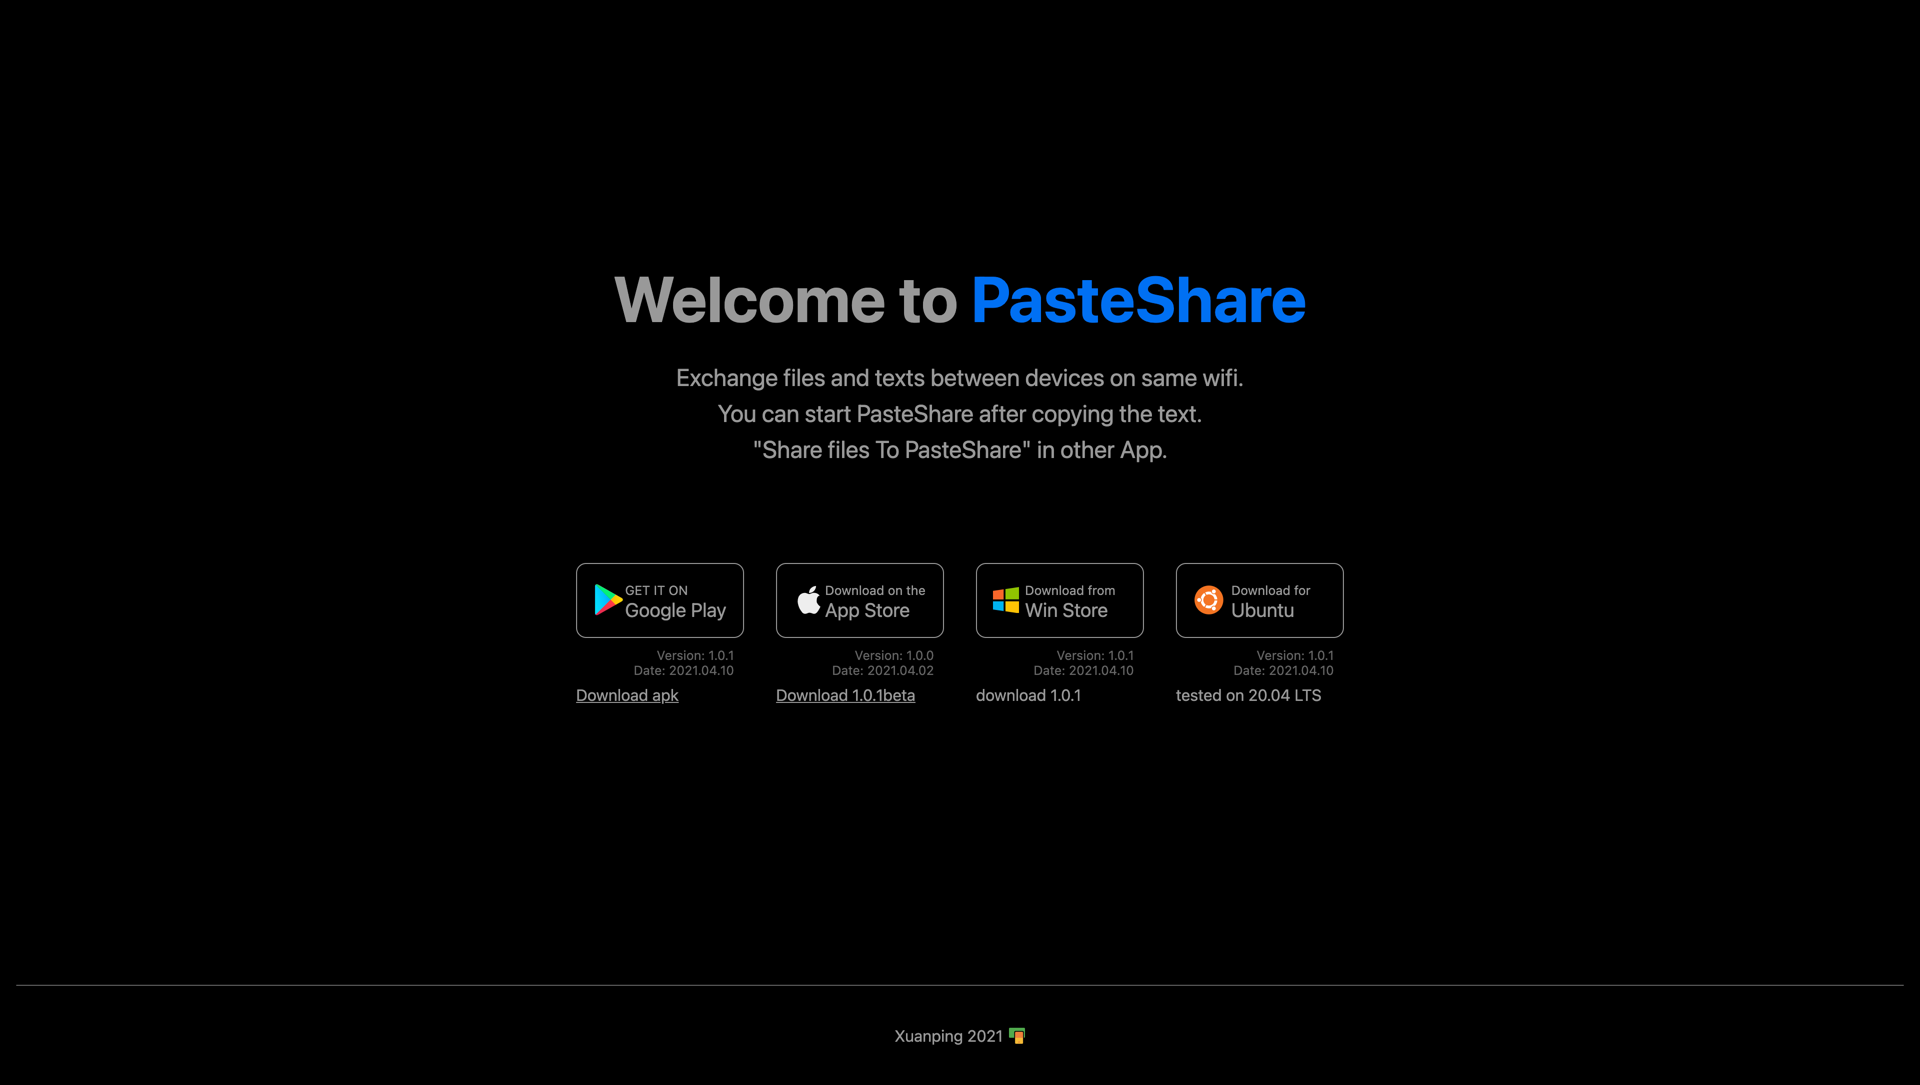 Welcome to PasteShare
Exchange files and texts between devices on same wifi.
You can start PasteShare after copying the text.
"Share files To PasteShare" in other App.
GET IT ON
Google Play
Version: 1.0.1
Date: 2021.04.10
Download apk
Download on the
App Store
Version: 1.0.0
Date: 2021.04.02
Download 1.0.1beta
Download from
Win Store
Version: 1.0.1
Date: 2021.04.10
download 1.0.1
Download for
Ubuntu
Version: 1.0.1
Date: 2021.04.10
tested on 20.04 LTS
Xuanping 2021